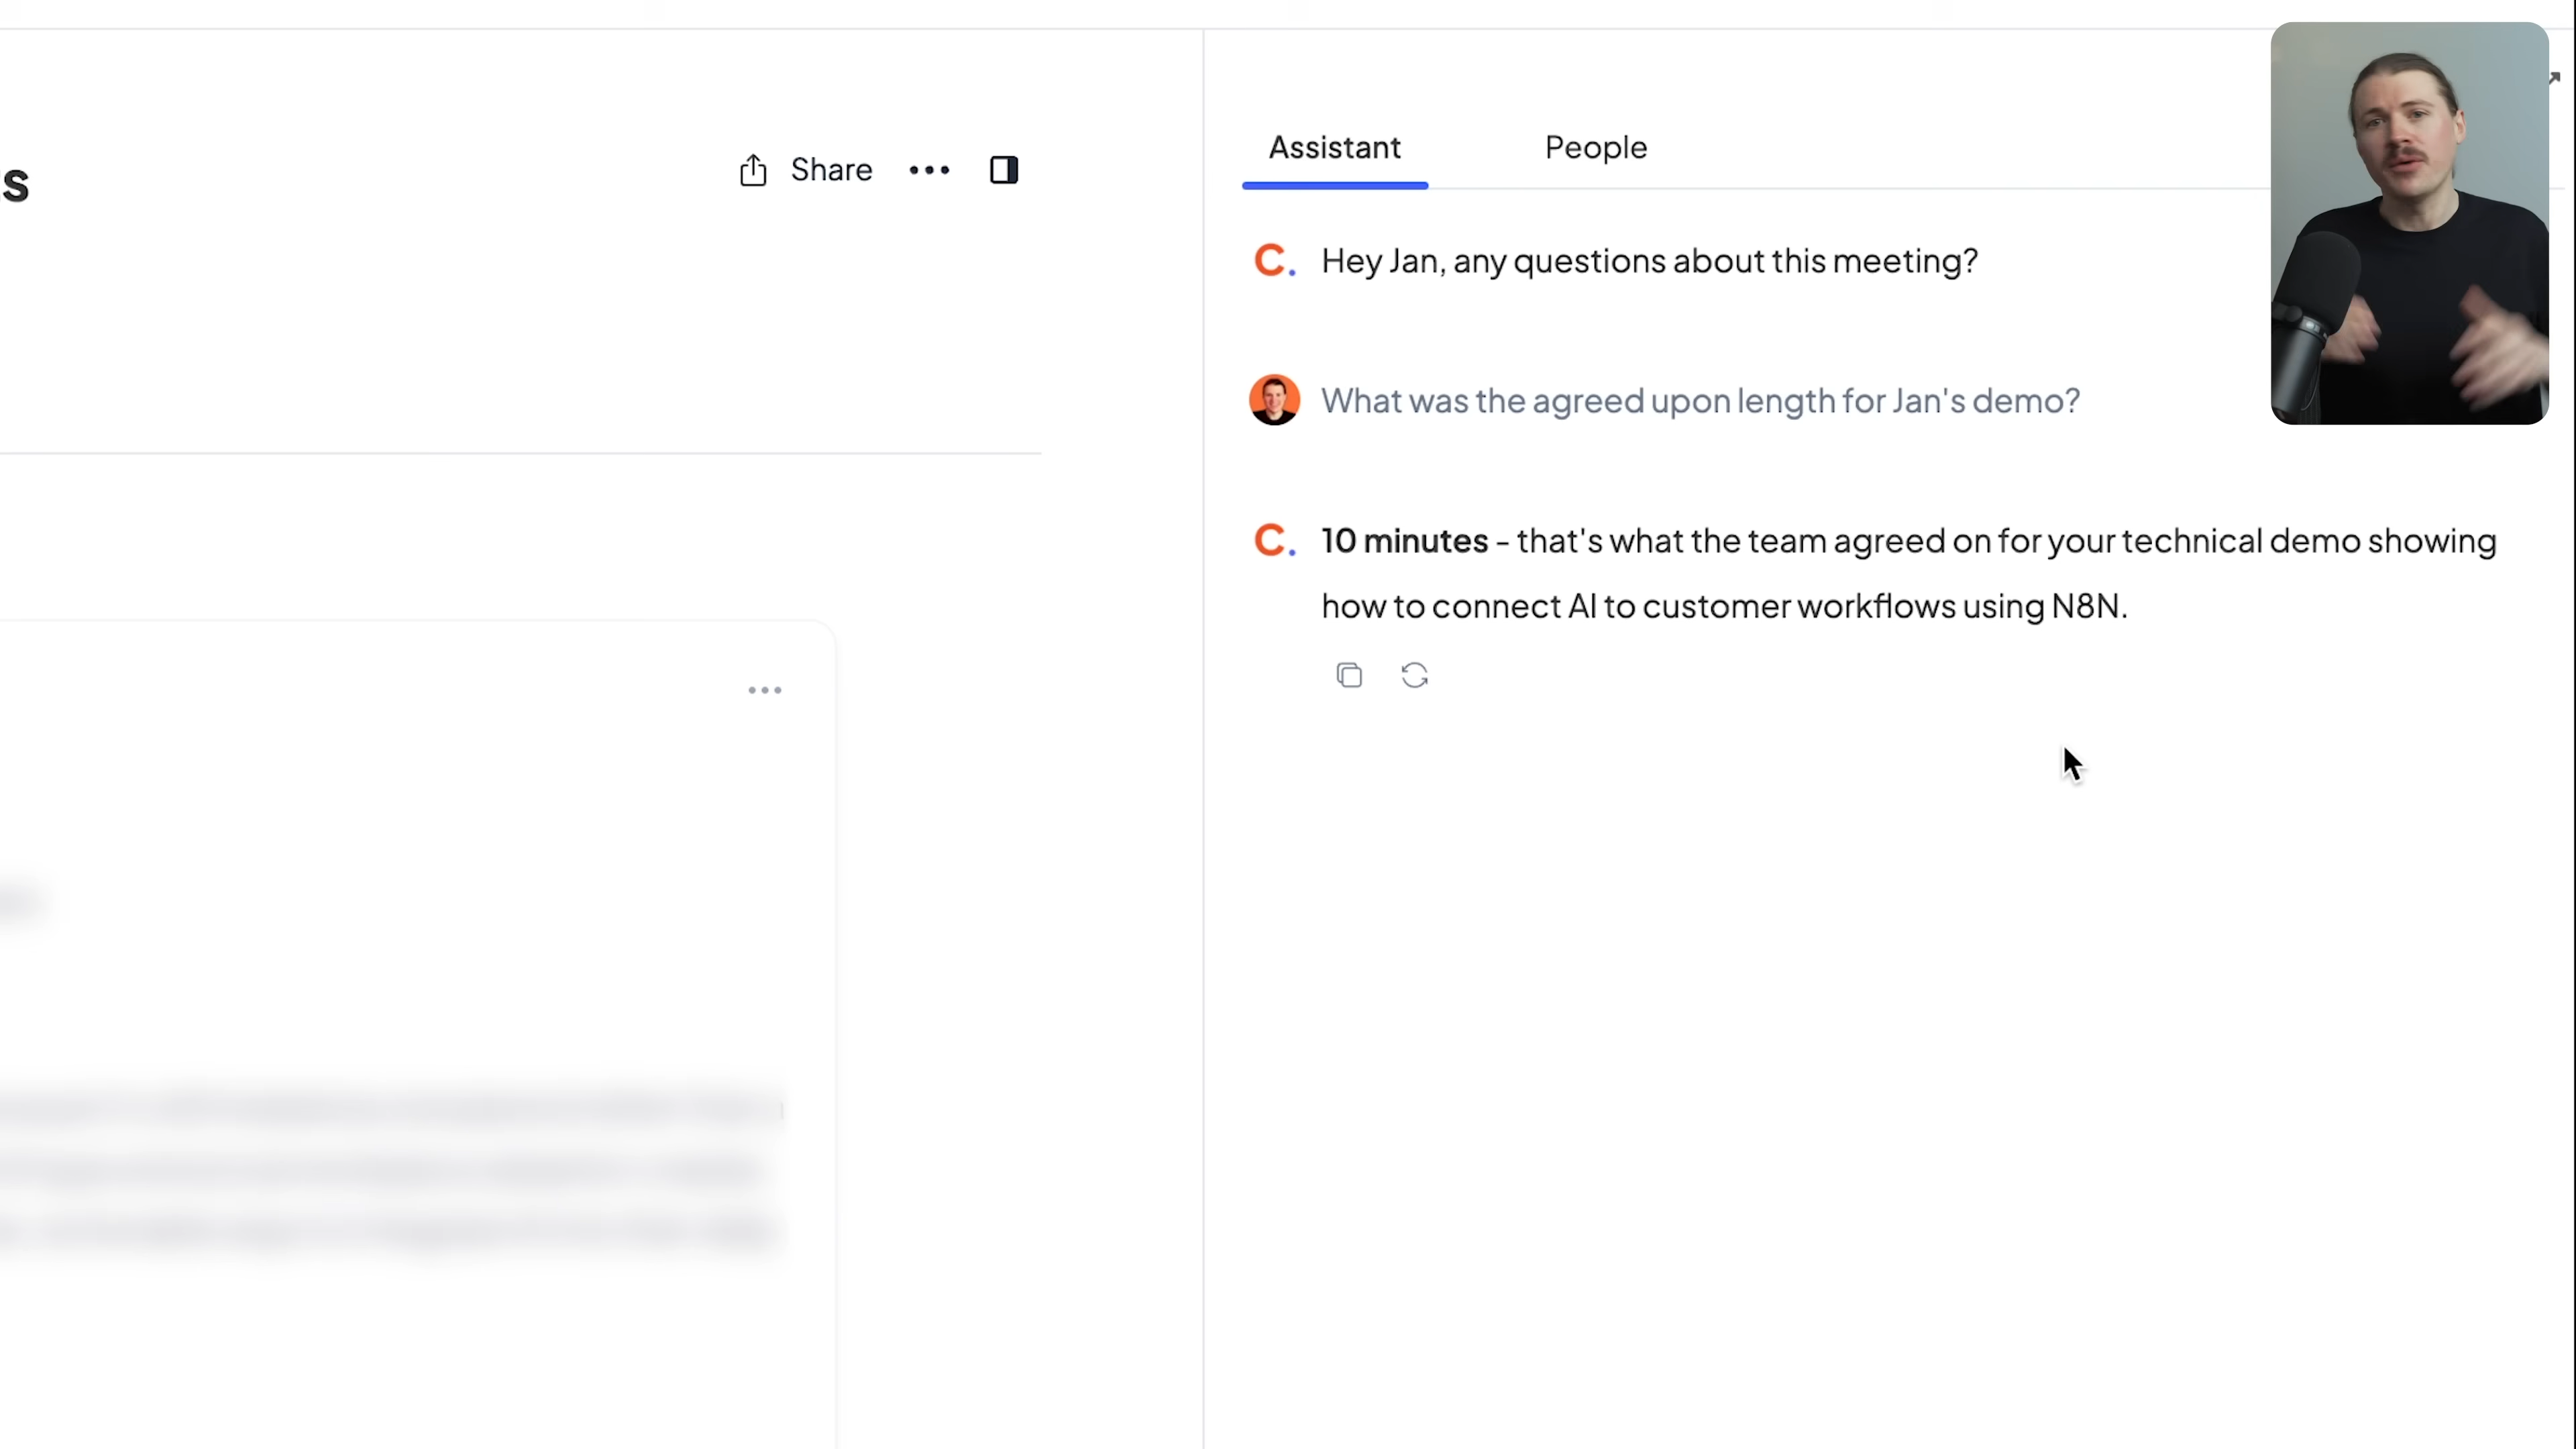 s
Share
Assistant
People
C. Hey Jan, any questions about this meeting?
What was the agreed upon length for Jan's demo?
C. 10 minutes - that's what the team agreed on for your technical demo showing
how to connect AI to customer workflows using N8N.